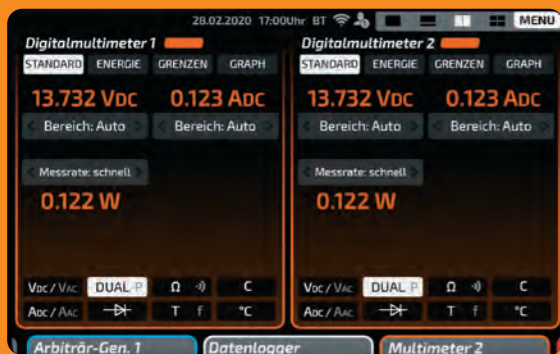 28.02.2020 17:00Uhr BT MENU
Digitalmultimeter 1
STANDARD ENERGIE GRENZEN GRAPH
13.732 VDC 0.123 ADC
< Bereich: Auto > < Bereich: Auto >
< Messrate: schnell >
0.122 W
VDC / VAC DUAL P Ω C
ADC / AAC T f °C
Digitalmultimeter 2
STANDARD ENERGIE GRENZEN GRAPH
13.732 VDC 0.123 ADC
< Bereich: Auto > < Bereich: Auto >
< Messrate: schnell >
0.122 W
VDC / VAC DUAL P Ω C
ADC / AAC T f °C
Arbiträr-Gen. 1 Datenlogger Multimeter 2